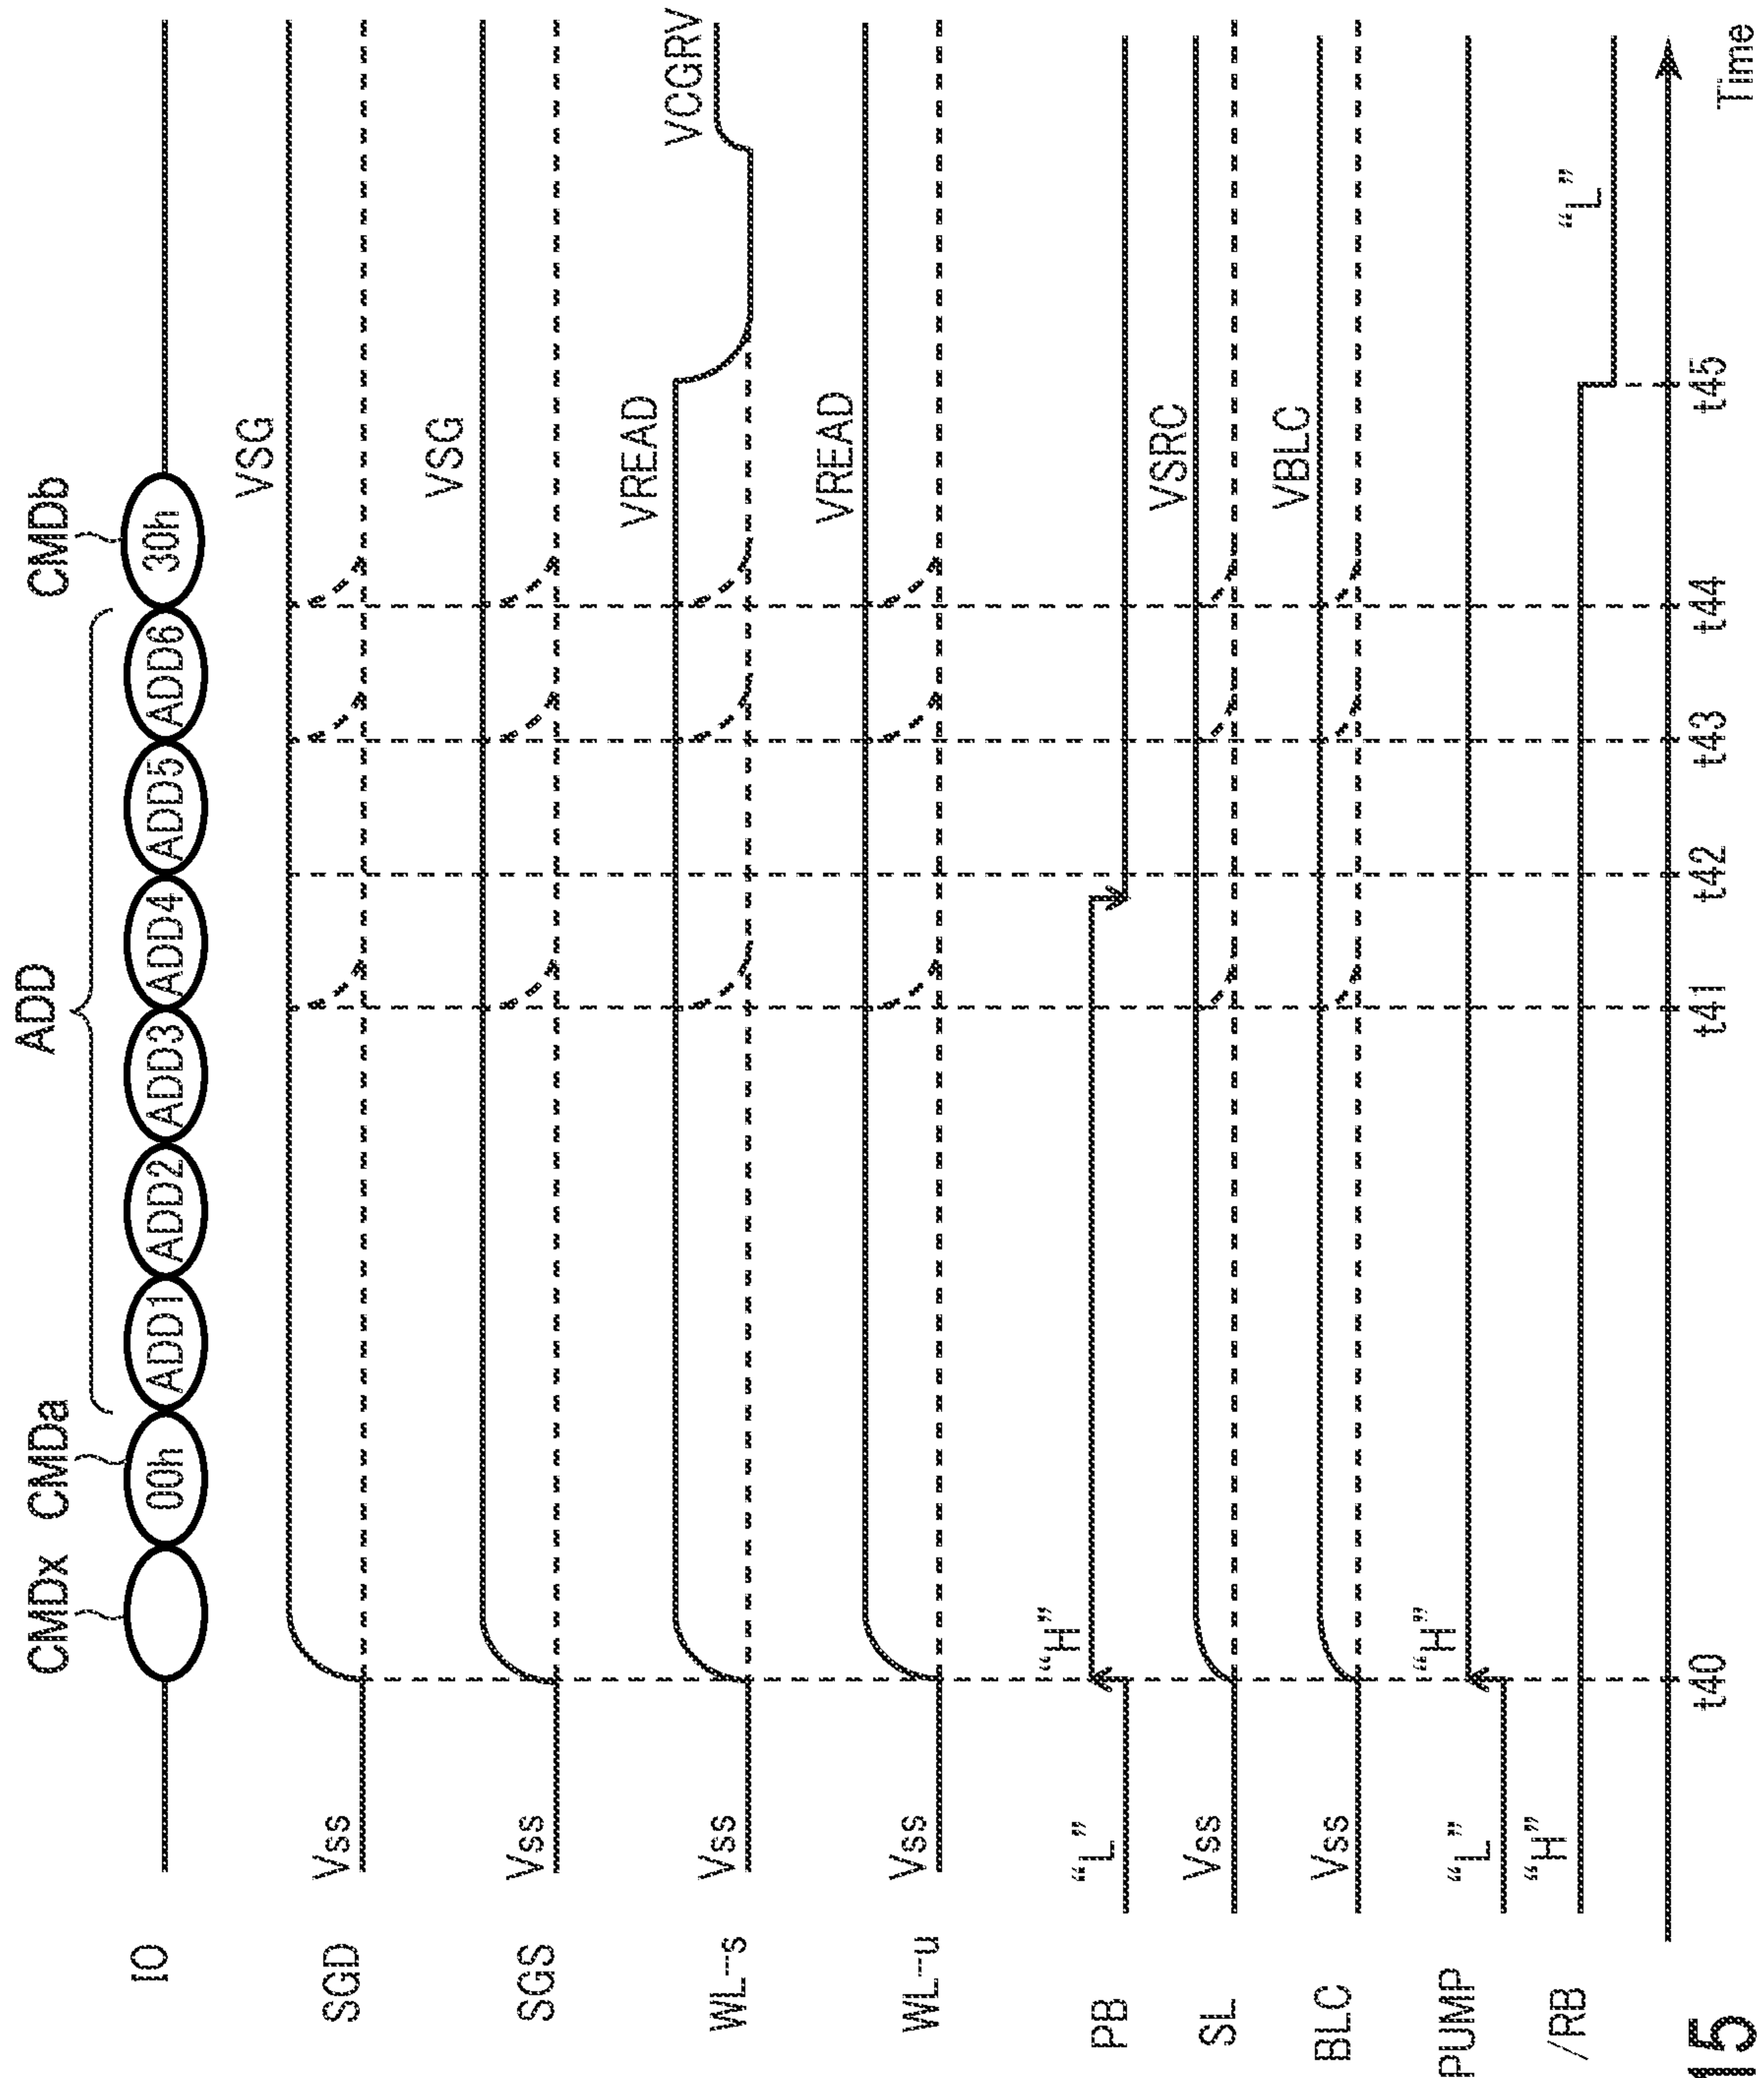 CMDx CMDa ADD CMDb
IO 00h ADD1 ADD2 ADD3 ADD4 ADD5 ADD6 30h
SGD Vss VSG
SGS Vss VSG
WL-s Vss VREAD VCGRV
WL-u Vss VREAD
PB "L" "H"
SL Vss VSRC
BLC Vss VBLC
PUMP "L" "H"
/RB "H" "L"
t40 t41 t42 t43 t44 t45 Time
15